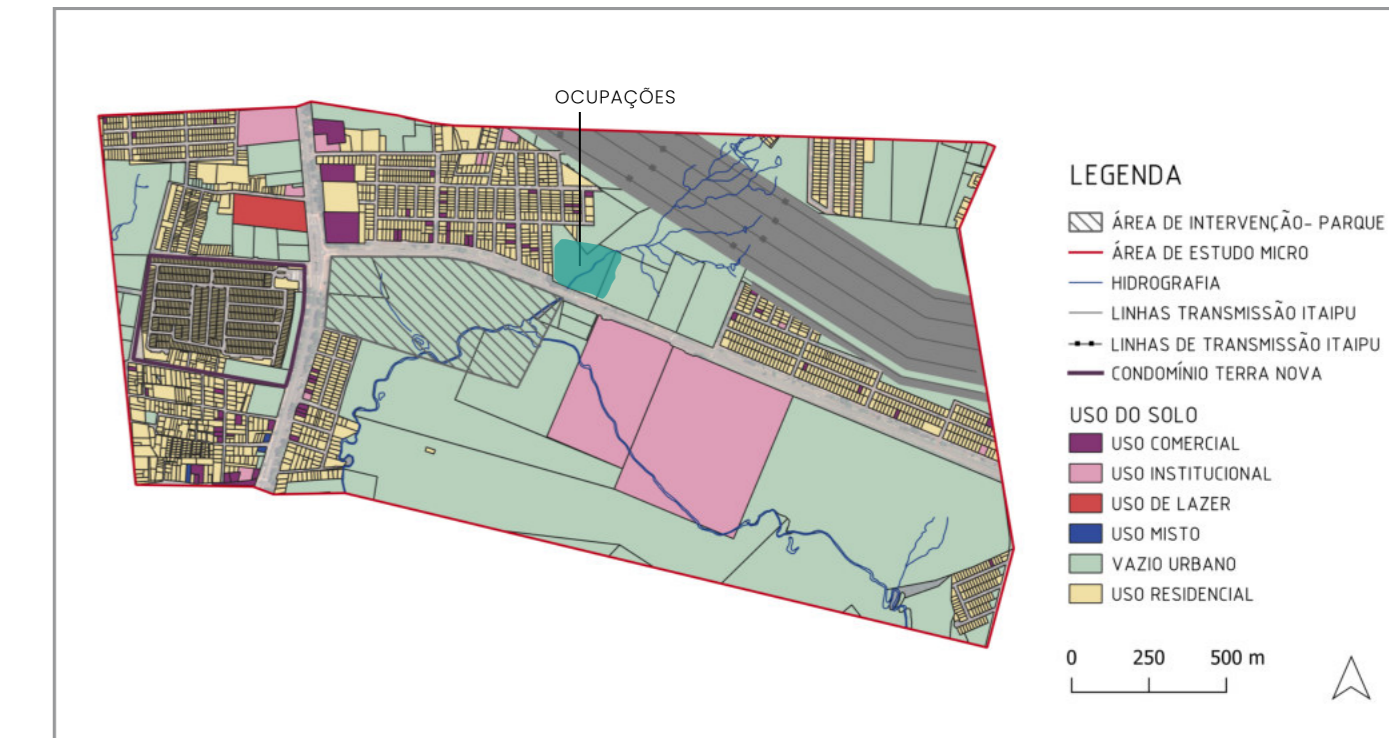 OCUPAÇÕES
LEGENDA
ÁREA DE INTERVENÇÃO- PARQUE
ÁREA DE ESTUDO MICRO
HIDROGRAFIA
LINHAS TRANSMISSÃO ITAIPU
LINHAS DE TRANSMISSÃO ITAIPU
CONDOMÍNIO TERRA NOVA
USO DO SOLO
USO COMERCIAL
USO INSTITUCIONAL
USO DE LAZER
USO MISTO
VAZIO URBANO
USO RESIDENCIAL
0 250 500 m